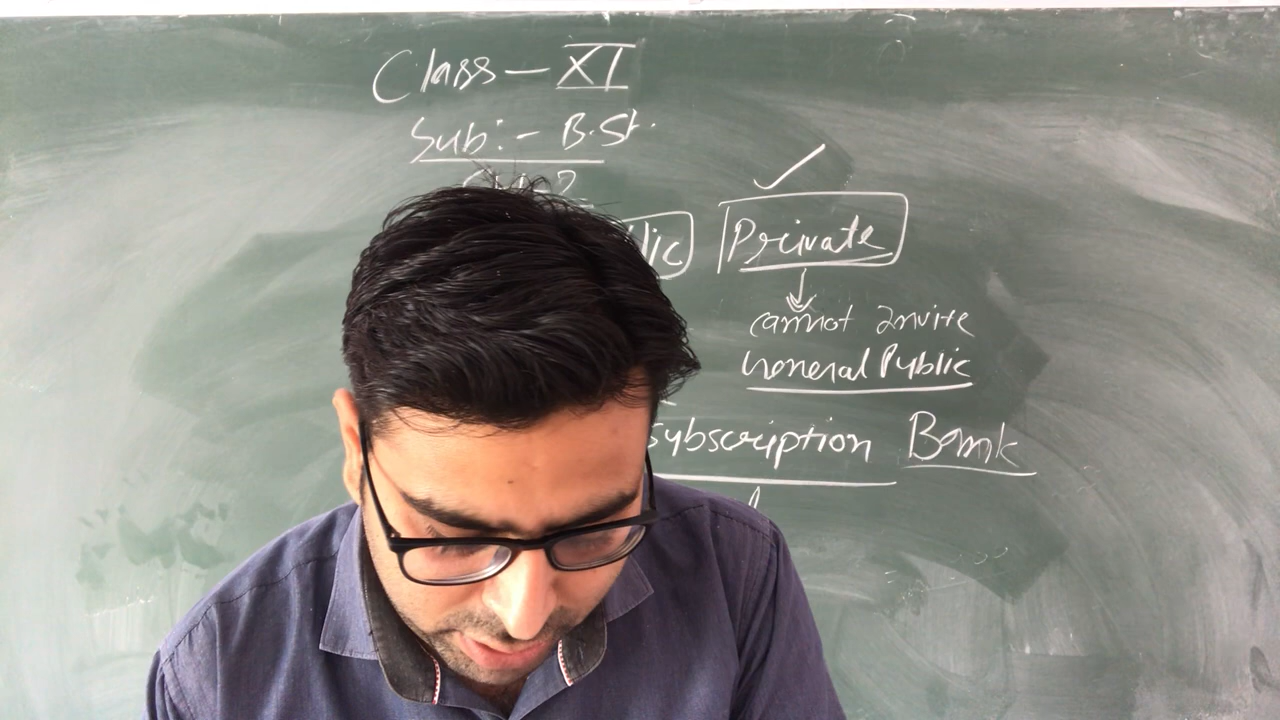 Class - XI
Sub:- B.St.
lic Private
cannot invite
General Public
Subscription Bank